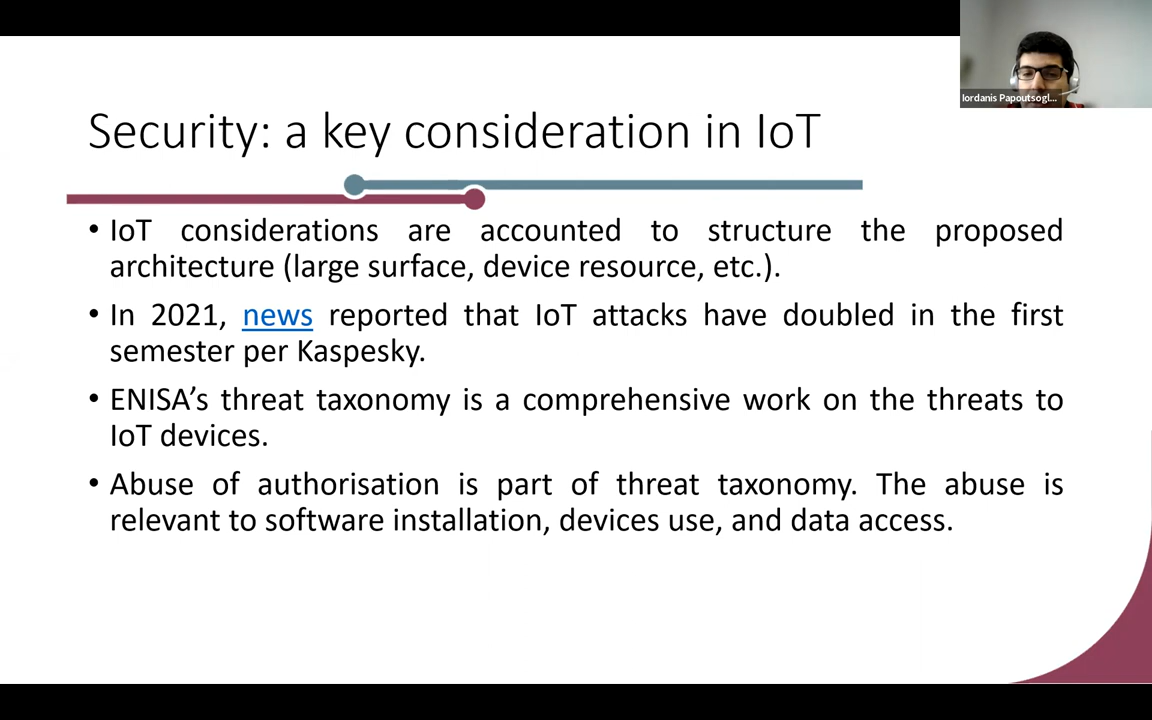 Iordanis Papoutsogl...
Security: a key consideration in IoT
• IoT considerations are accounted to structure the proposed
architecture (large surface, device resource, etc.).
• In 2021, news reported that IoT attacks have doubled in the first
semester per Kaspesky.
• ENISA’s threat taxonomy is a comprehensive work on the threats to
IoT devices.
• Abuse of authorisation is part of threat taxonomy. The abuse is
relevant to software installation, devices use, and data access.